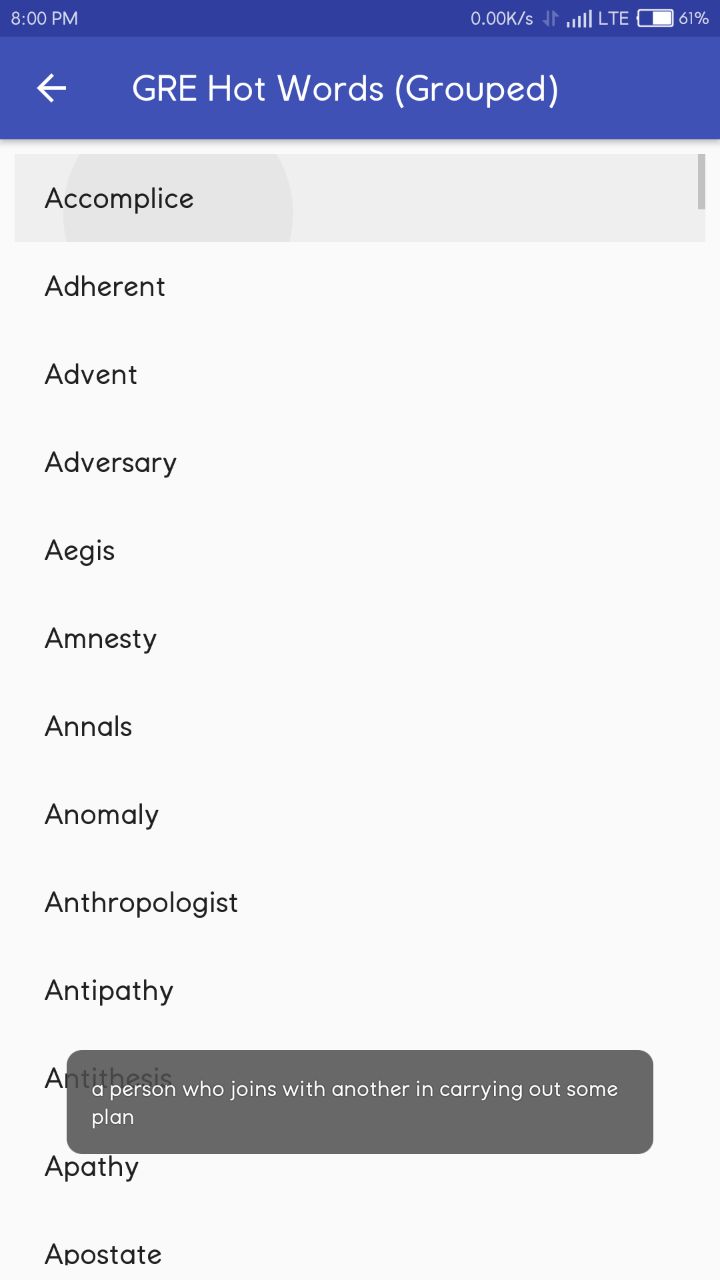 8:00 PM 0.00K/s LTE 61%
GRE Hot Words (Grouped)
Accomplice
Adherent
Advent
Adversary
Aegis
Amnesty
Annals
Anomaly
Anthropologist
Antipathy
Antithesis
a person who joins with another in carrying out some
plan
Apathy
Apostate